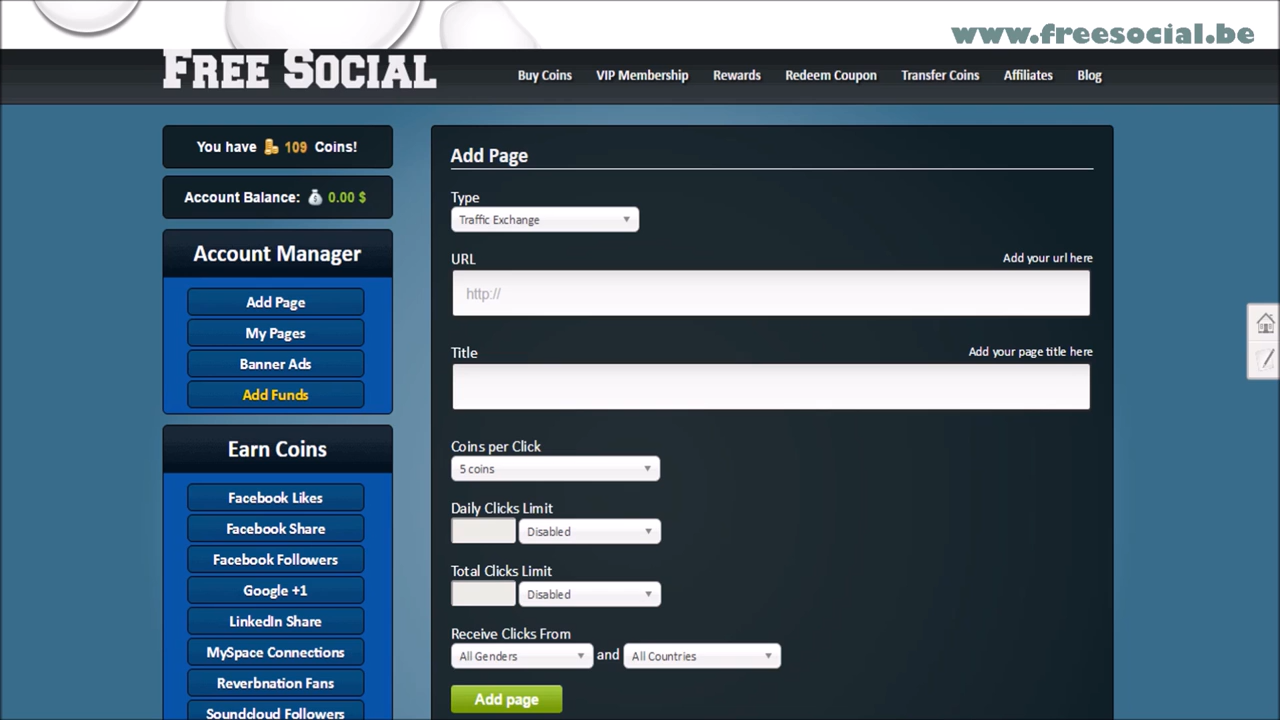 www.freesocial.be
FREE SOCIAL
Buy Coins
VIP Membership
Rewards
Redeem Coupon
Transfer Coins
Affiliates
Blog
You have 109 Coins!
Account Balance: 0.00 $
Account Manager
Add Page
My Pages
Banner Ads
Add Funds
Earn Coins
Facebook Likes
Facebook Share
Facebook Followers
Google +1
LinkedIn Share
MySpace Connections
Reverbnation Fans
Soundcloud Followers
Add Page
Type
Traffic Exchange
URL
Add your url here
http://
Title
Add your page title here
Coins per Click
5 coins
Daily Clicks Limit
Disabled
Total Clicks Limit
Disabled
Receive Clicks From
All Genders and All Countries
Add page